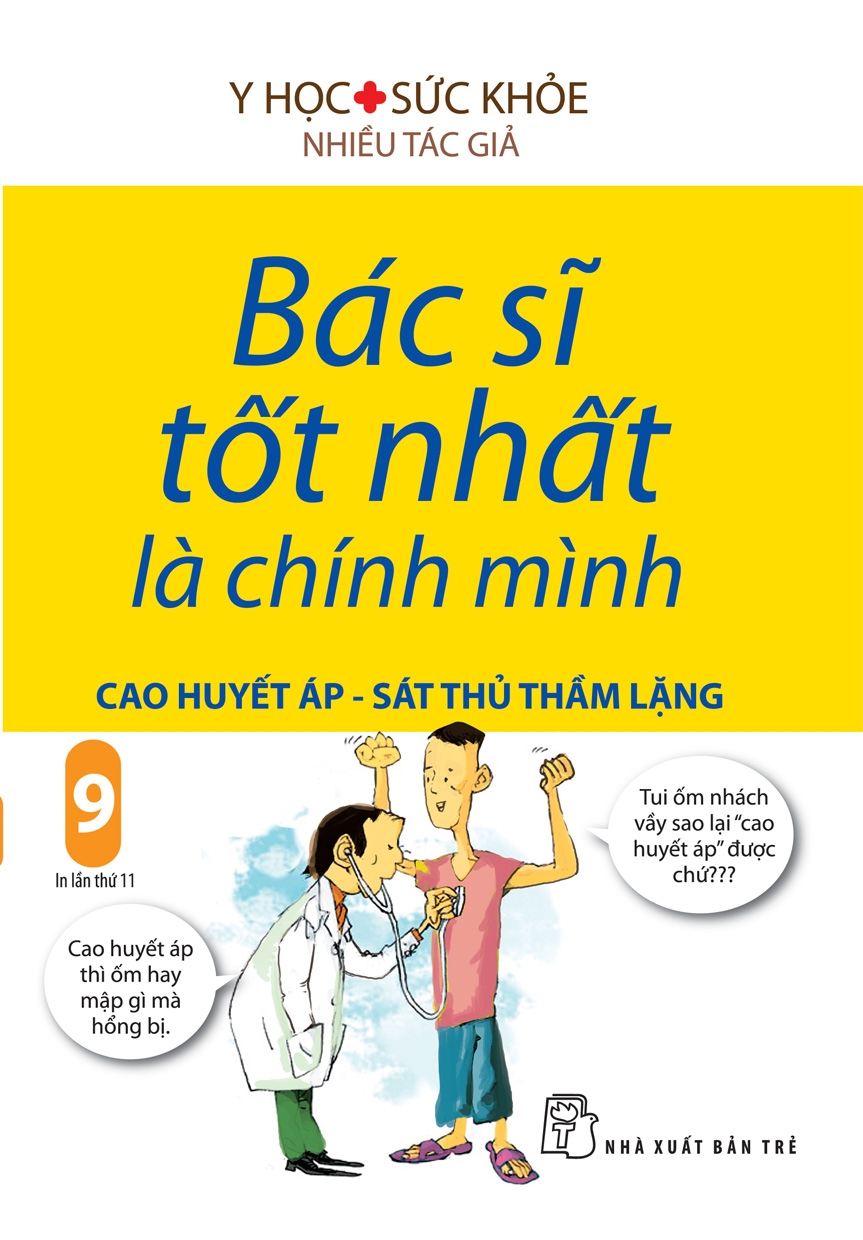 Y HỌC + SỨC KHỎE
NHIỀU TÁC GIẢ
Bác sĩ
tốt nhất
là chính mình
CAO HUYẾT ÁP - SÁT THỦ THẦM LẶNG
9
In lần thứ 11
Tui ốm nhách
vầy sao lại “cao
huyết áp” được
chứ???
Cao huyết áp
thì ốm hay
mập gì mà
hổng bị.
T
NHÀ XUẤT BẢN TRẺ